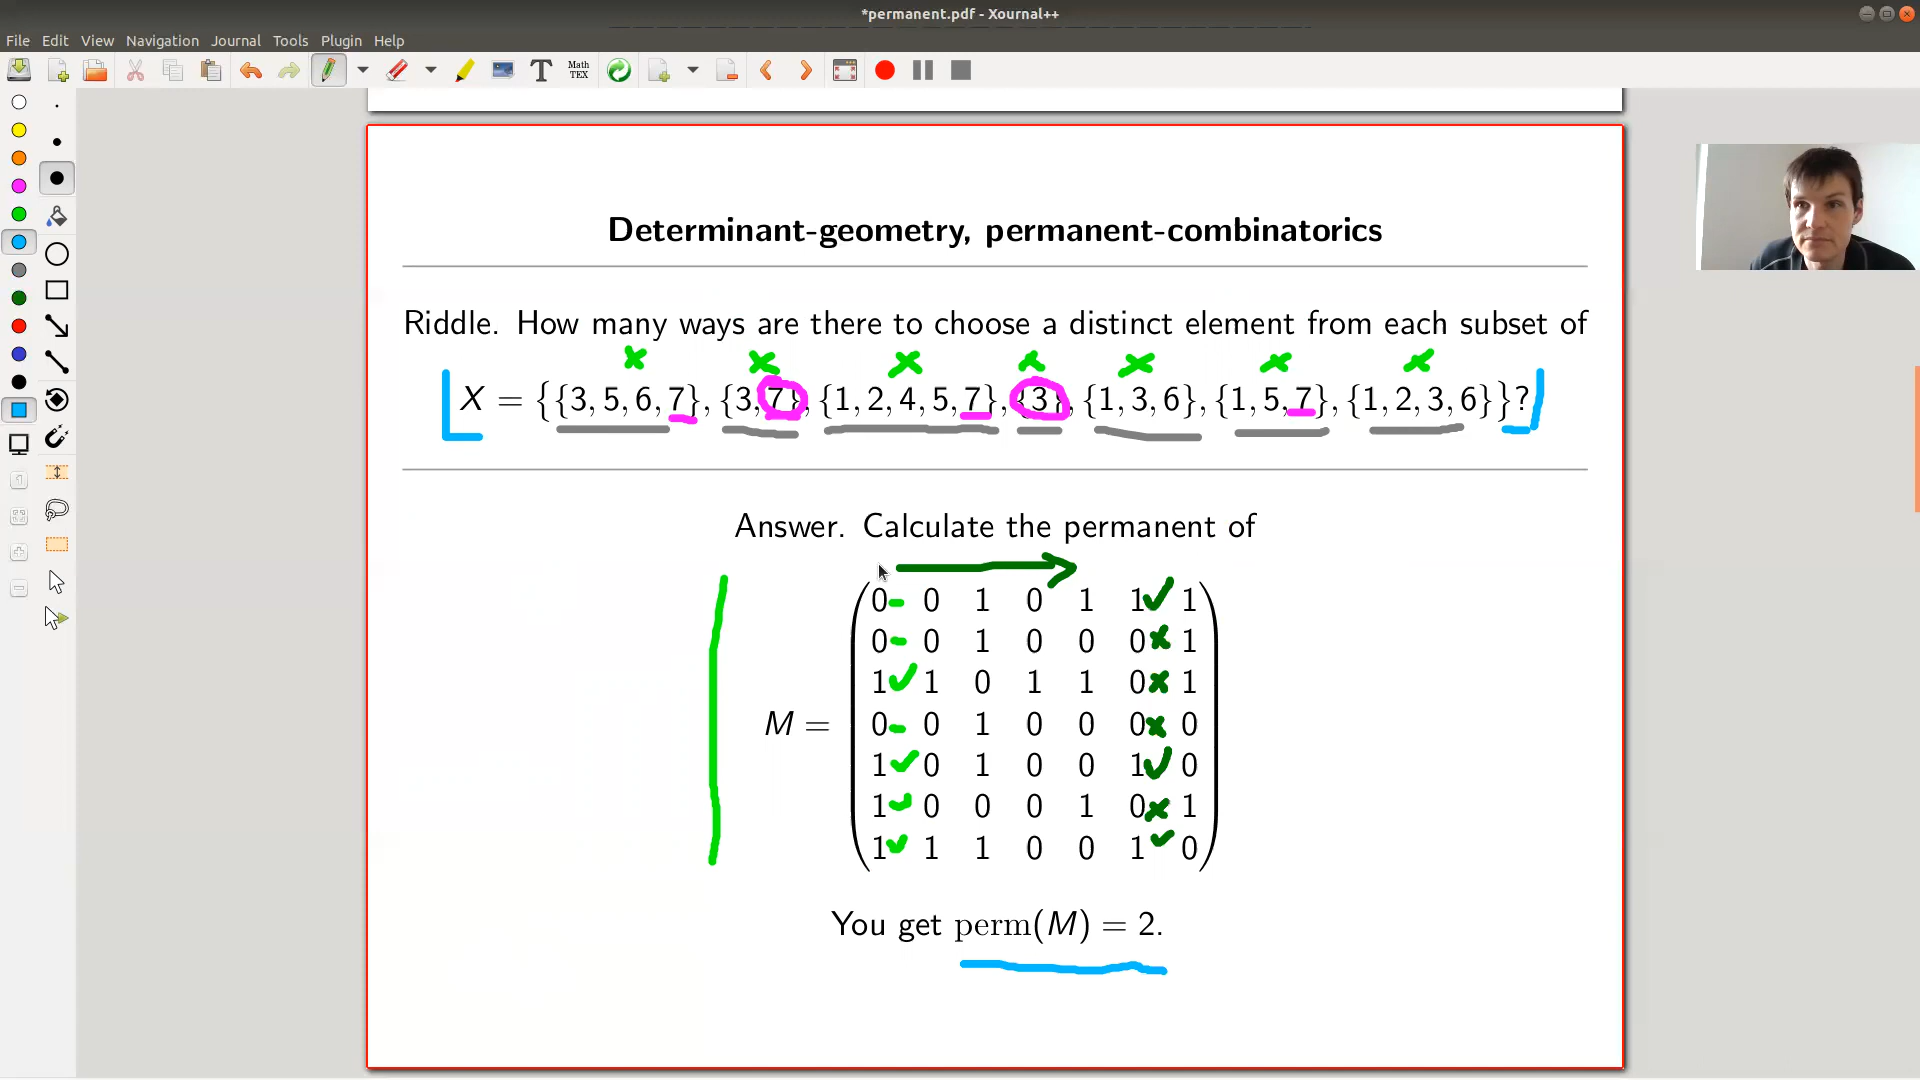 *permanent.pdf - Xournal++
File Edit View Navigation Journal Tools Plugin Help
T Math TEX
Determinant-geometry, permanent-combinatorics
Riddle. How many ways are there to choose a distinct element from each subset of
X = {{3, 5, 6, 7}, {3, 7}, {1, 2, 4, 5, 7}, {3}, {1, 3, 6}, {1, 5, 7}, {1, 2, 3, 6}}?
Answer. Calculate the permanent of
0 0 1 0 1 1 1
0 0 1 0 0 0 1
1 1 0 1 1 0 1
M = 0 0 1 0 0 0 0
1 0 1 0 0 1 0
1 0 0 0 1 0 1
1 1 1 0 0 1 0
You get perm(M) = 2.